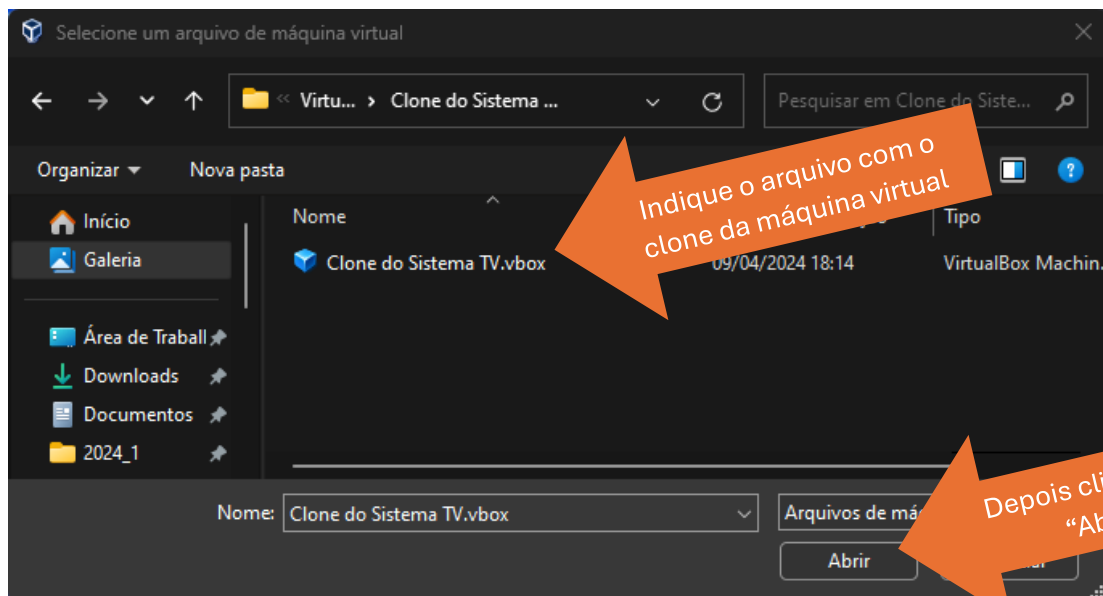 Selecione um arquivo de máquina virtual
« Virtu... › Clone do Sistema ...
Pesquisar em Clone do Siste...
Organizar
Nova pasta
Indique o arquivo com o
clone da máquina virtual
Início
Galeria
Área de Traball
Downloads
Documentos
2024_1
Nome
Tipo
Clone do Sistema TV.vbox 09/04/2024 18:14 VirtualBox Machin.
Depois cli
“Ab
Nome: Clone do Sistema TV.vbox
Arquivos de má
Abrir